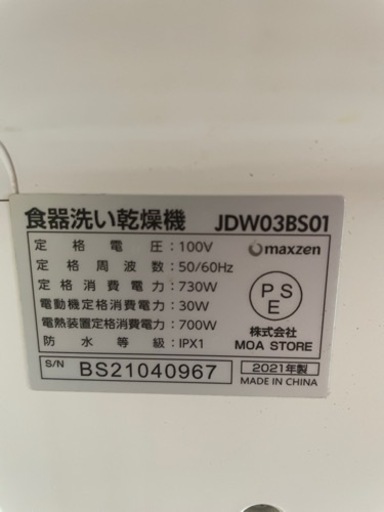 食器洗い乾燥機 JDW03BS01
定格電圧:100V
maxzen
定格周波数:50/60Hz
定格消費電力:730W
電動機定格消費電力:30W
電熱装置定格消費電力:700W
防水等級:IPX1
PSE
株式会社
MOA STORE
S/N BS21040967
2021年製
MADE IN CHINA